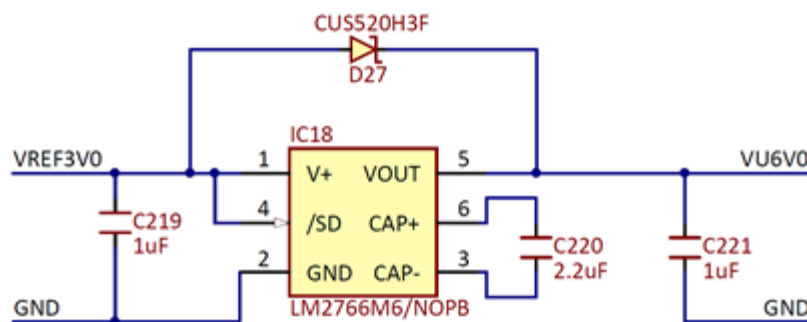 CUS520H3F
D27
IC18
VREF3V0
1
V+
VOUT
5
VU6V0
4
/SD
CAP+
6
C219
1uF
2
GND
CAP-
3
C220
2.2uF
C221
1uF
GND
LM2766M6/NOPB
GND